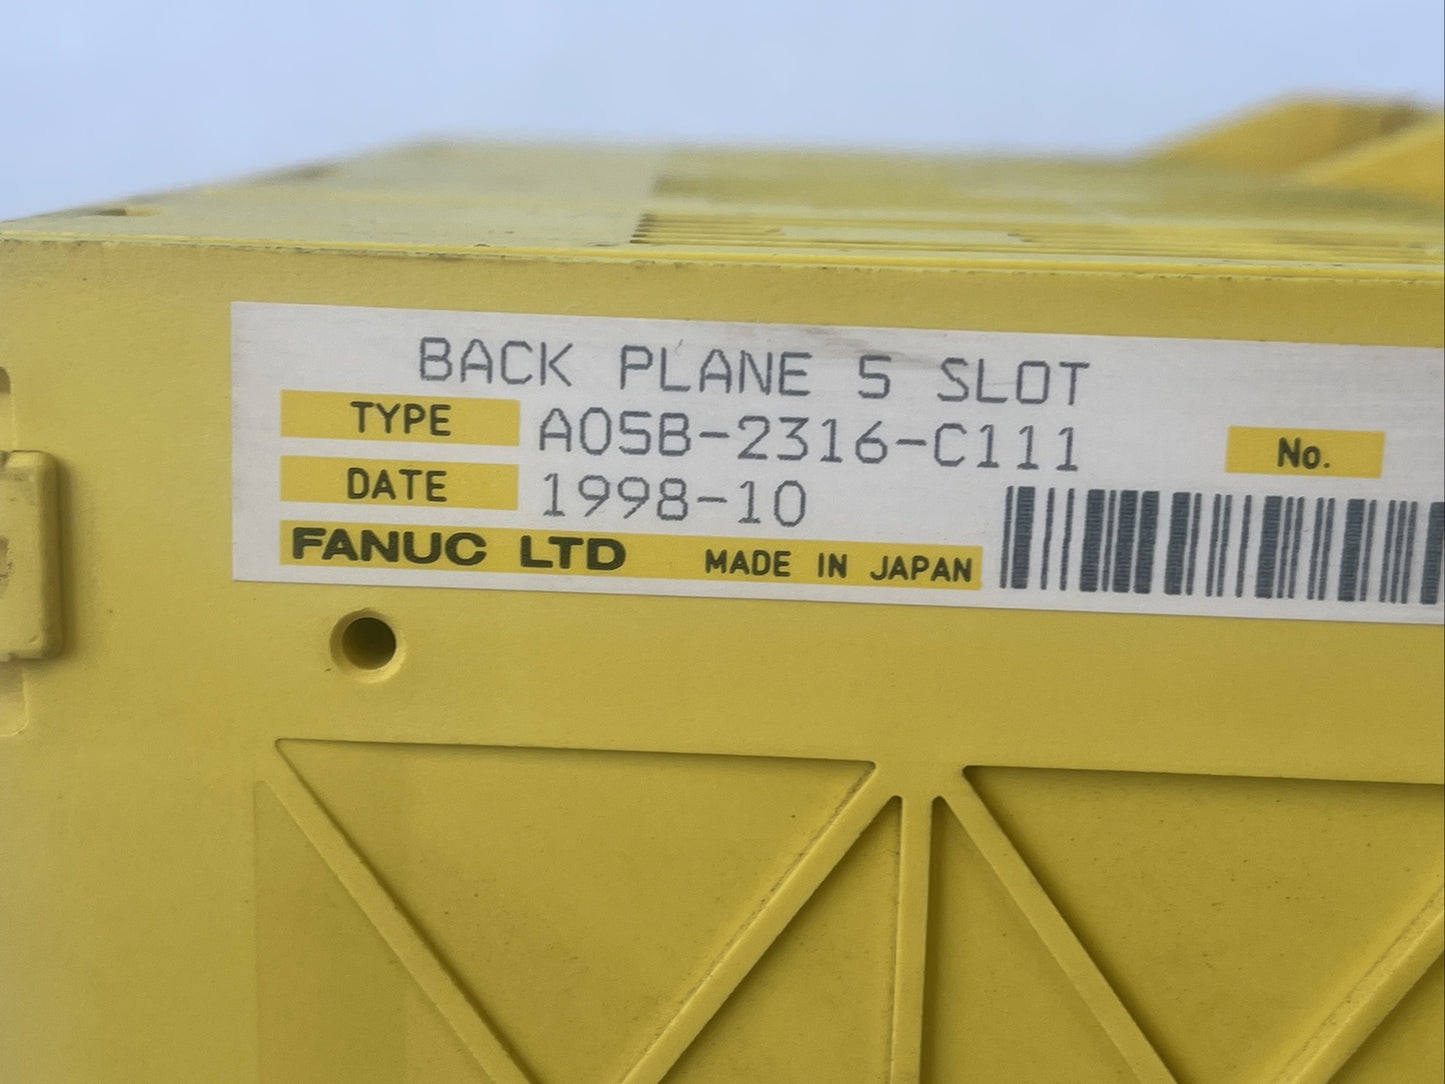 BACK PLANE 5 SLOT
TYPE A05B-2316-C111
No.
DATE 1998-10
FANUC LTD MADE IN JAPAN